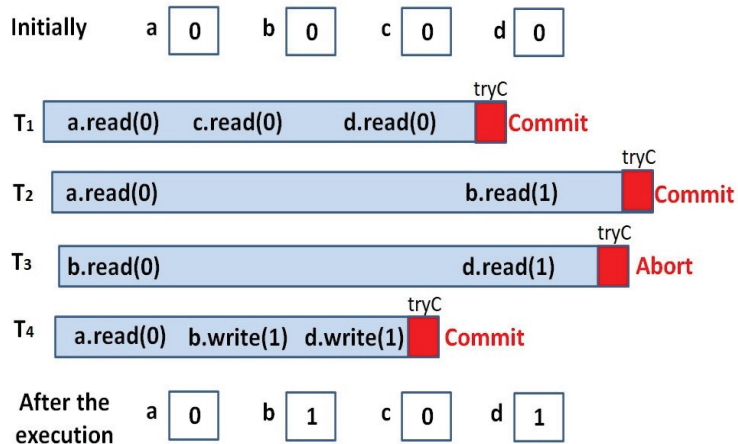 Initially a 0 b 0 c 0 d 0
tryC
T1 a.read(0) c.read(0) d.read(0) Commit
tryC
T2 a.read(0) b.read(1) Commit
tryC
T3 b.read(0) d.read(1) Abort
tryC
T4 a.read(0) b.write(1) d.write(1) Commit
After the
execution a 0 b 1 c 0 d 1